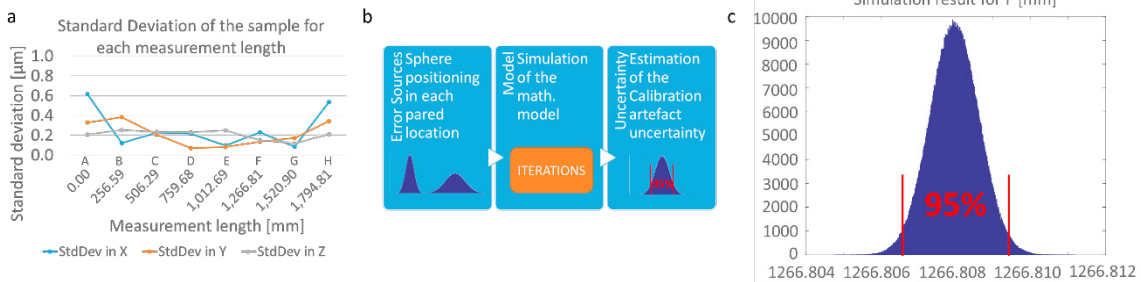 a
Standard Deviation of the sample for
each measurement length
Standard deviation [µm]
1.0
0.8
0.6
0.4
0.2
0.0
A B C D E F G H
0.00 256.59 506.29 759.68 1,012.69 1,266.81 1,520.90 1,794.81
Measurement length [mm]
StdDev in X StdDev in Y StdDev in Z
b
Error Sources
Sphere
positioning
in each
pared
location
Model
Simulation
of the
math.
model
ITERATIONS
Uncertainty
Estimation
of the
Calibration
artefact
uncertainty
95%
c
Simulation result for F [mm]
10000
9000
8000
7000
6000
5000
4000
3000
2000
1000
0
95%
1266.804 1266.806 1266.808 1266.810 1266.812